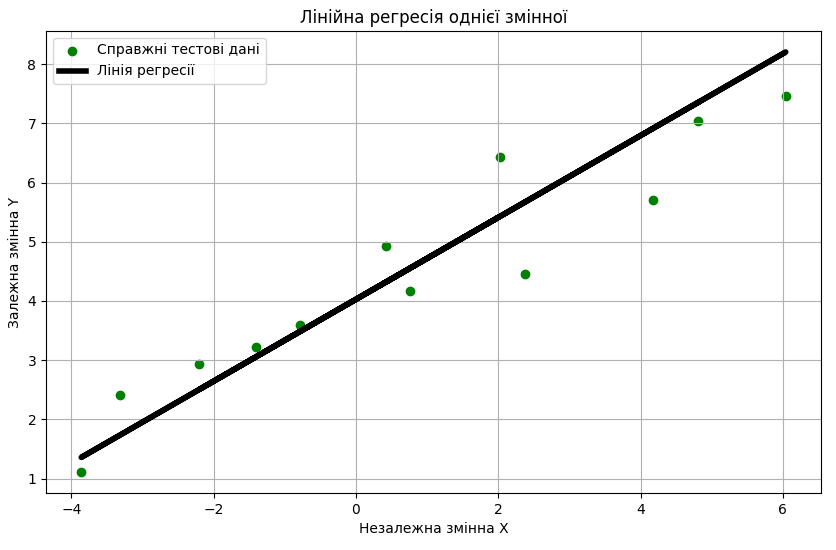 Лінійна регресія однієї змінної
Справжні тестові дані
Лінія регресії
8
7
6
5
4
3
2
1
Залежна змінна Y
−4
−2
0
2
4
6
Незалежна змінна X